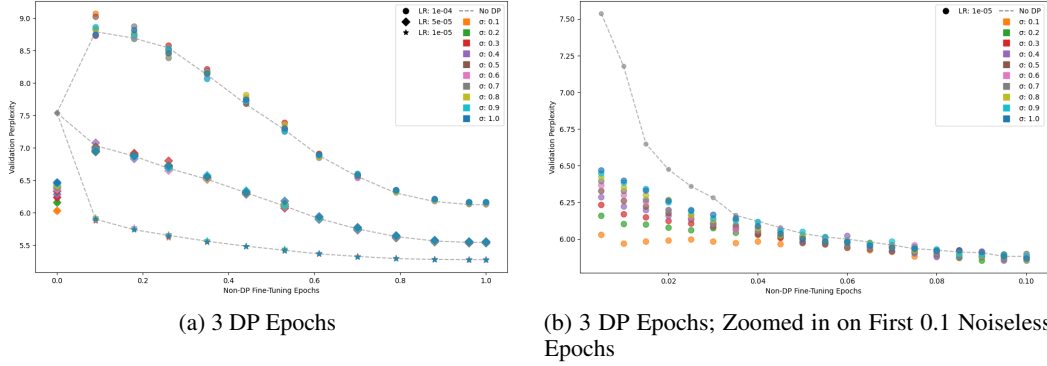 LR: 1e-04
LR: 5e-05
LR: 1e-05
No DP
σ: 0.1
σ: 0.2
σ: 0.3
σ: 0.4
σ: 0.5
σ: 0.6
σ: 0.7
σ: 0.8
σ: 0.9
σ: 1.0
Validation Perplexity
9.0
8.5
8.0
7.5
7.0
6.5
6.0
5.5
0.0
0.2
0.4
0.6
0.8
1.0
Non-DP Fine-Tuning Epochs
(a) 3 DP Epochs
LR: 1e-05
No DP
σ: 0.1
σ: 0.2
σ: 0.3
σ: 0.4
σ: 0.5
σ: 0.6
σ: 0.7
σ: 0.8
σ: 0.9
σ: 1.0
Validation Perplexity
7.50
7.25
7.00
6.75
6.50
6.25
6.00
0.02
0.04
0.06
0.08
0.10
Non-DP Fine-Tuning Epochs
(b) 3 DP Epochs; Zoomed in on First 0.1 Noiseless
Epochs